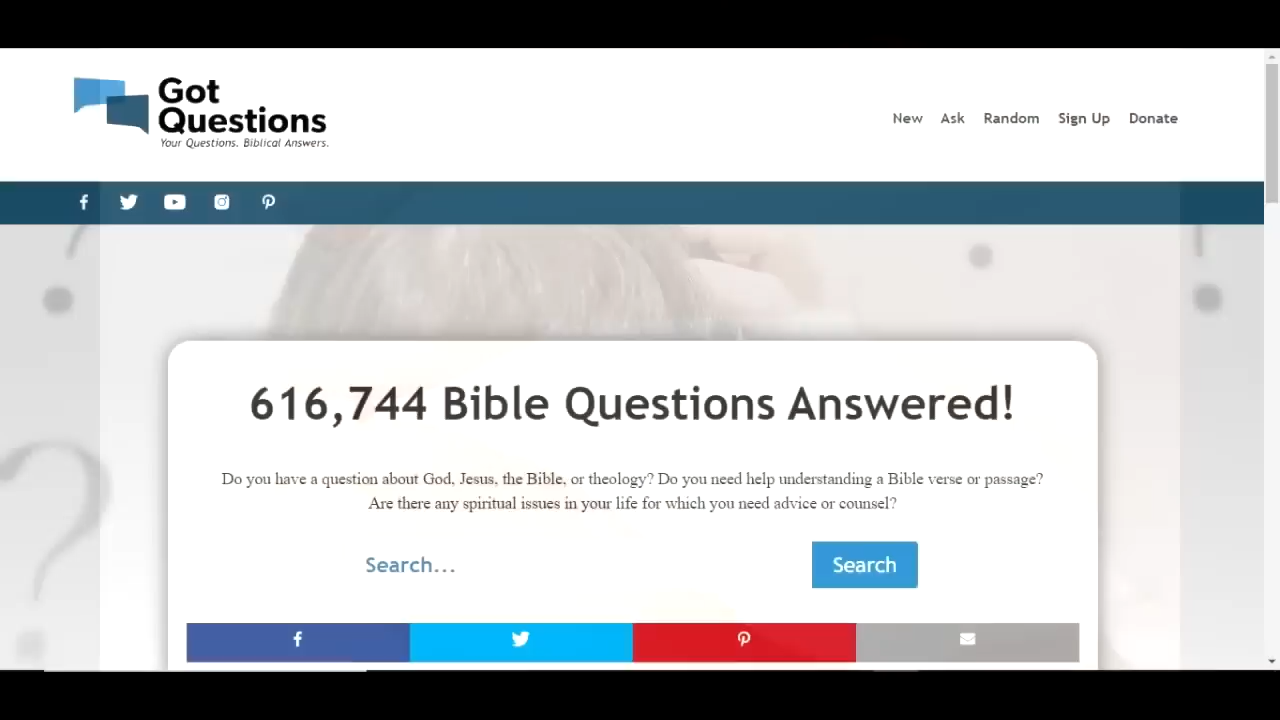 Got
Questions
Your Questions. Biblical Answers.
New Ask Random Sign Up Donate
616,744 Bible Questions Answered!
Do you have a question about God, Jesus, the Bible, or theology? Do you need help understanding a Bible verse or passage?
Are there any spiritual issues in your life for which you need advice or counsel?
Search... Search